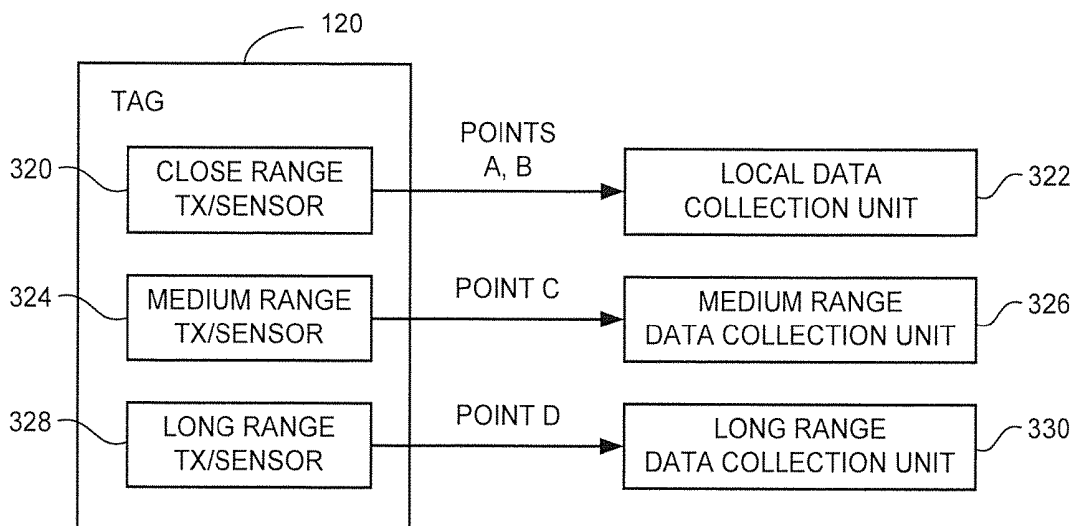 120
TAG
POINTS
A, B
320
CLOSE RANGE
TX/SENSOR
LOCAL DATA
COLLECTION UNIT
322
324
MEDIUM RANGE
TX/SENSOR
POINT C
MEDIUM RANGE
DATA COLLECTION UNIT
326
328
LONG RANGE
TX/SENSOR
POINT D
LONG RANGE
DATA COLLECTION UNIT
330